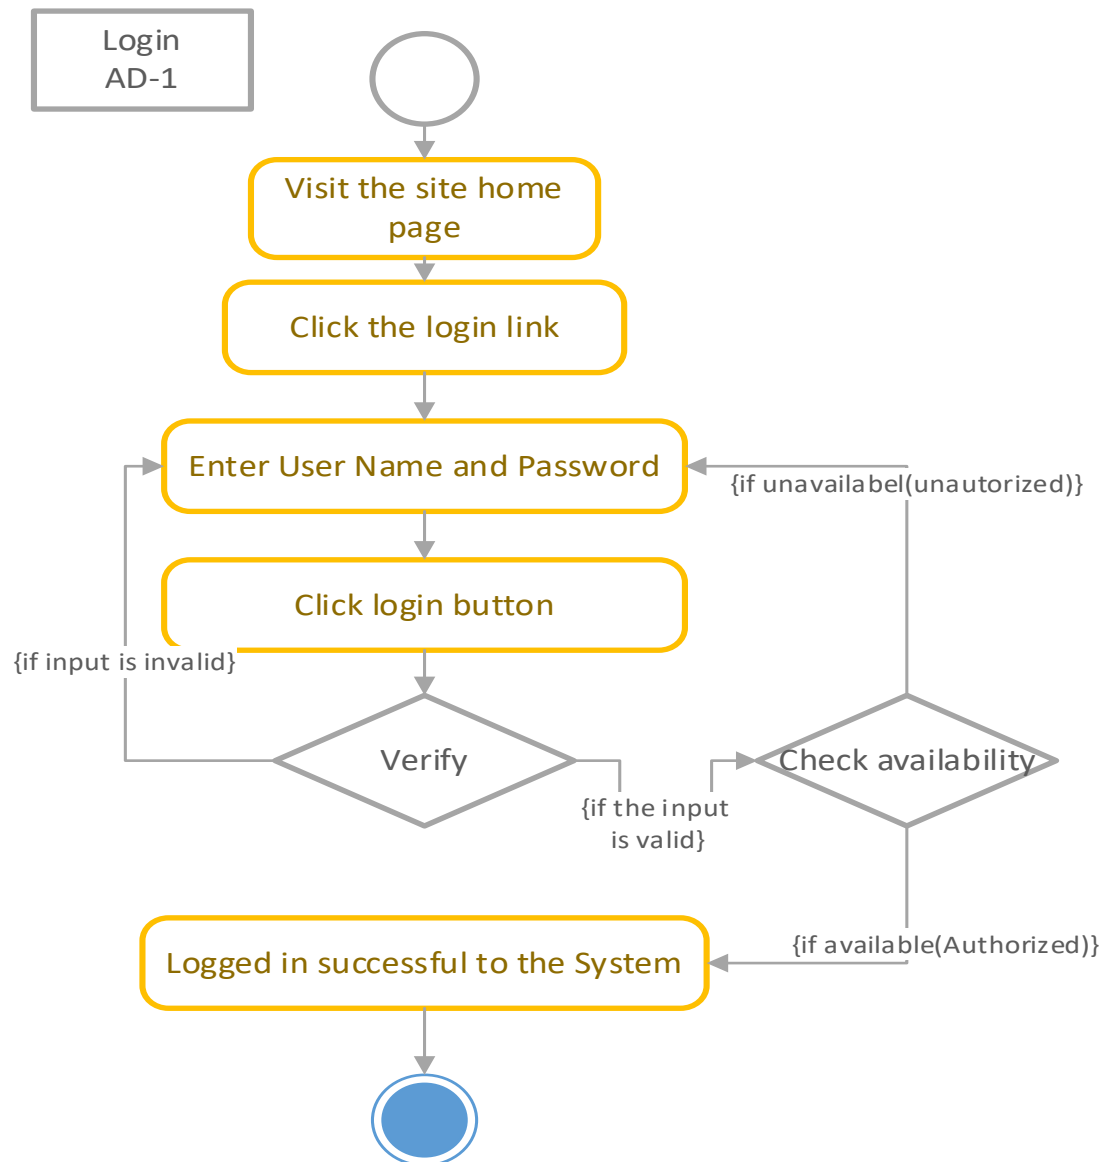 Login
AD-1
Visit the site home
page
Click the login link
Enter User Name and Password
{if unavailabel(unautorized)}
Click login button
{if input is invalid}
Verify
Check availability
{if the input
is valid}
{if available(Authorized)}
Logged in successful to the System